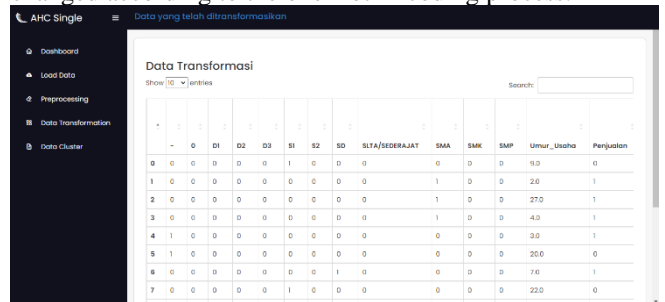 changed according to the one-hot encoding process.
AHC Single
Data yang telah ditransformasikan
Dashboard
Load Data
Preprocessing
Data Transformation
Data Cluster
Data Transformasi
Show 10 entries
Search:
- 0 D1 D2 D3 S1 S2 SD SLTA/SEDERAJAT SMA SMK SMP Umur_Usaha Penjualan
0 0 0 0 0 0 1 0 0 0 0 0 0 9.0 0
1 0 0 0 0 0 0 0 0 0 1 0 0 2.0 1
2 0 0 0 0 0 0 0 0 0 1 0 0 27.0 1
3 0 0 0 0 0 0 0 0 0 1 0 0 4.0 1
4 1 0 0 0 0 0 0 0 0 0 0 0 3.0 1
5 1 0 0 0 0 0 0 0 0 0 0 0 20.0 0
6 0 0 0 0 0 0 0 1 0 0 0 0 7.0 1
7 0 0 0 0 0 1 0 0 0 0 0 0 22.0 0